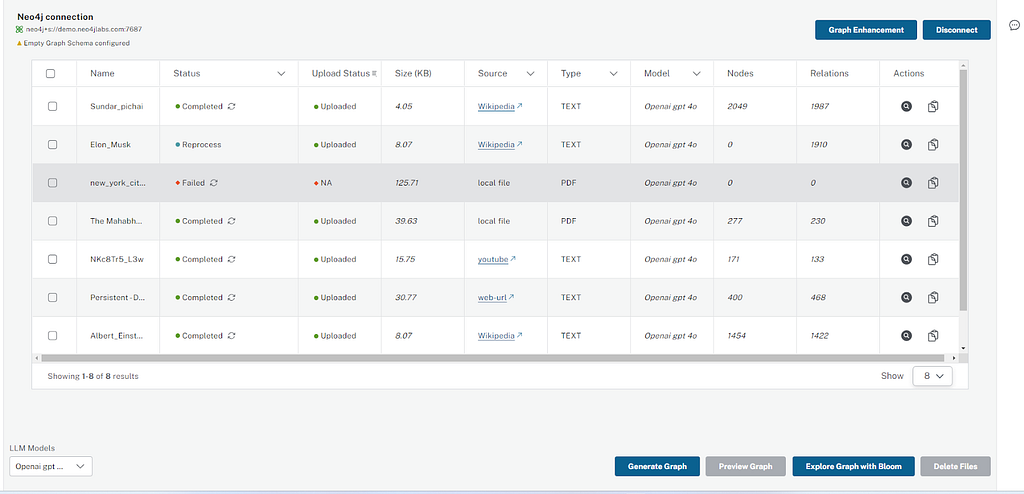 Neo4j connection
neo4j+s://demo.neo4jlabs.com:7687
Empty Graph Schema configured
Graph Enhancement Disconnect
Name Status Upload Status Size (KB) Source Type Model Nodes Relations Actions
Sundar_pichai Completed Uploaded 4.05 Wikipedia TEXT Openai gpt 4o 2049 1987
Elon_Musk Reprocess Uploaded 8.07 Wikipedia TEXT Openai gpt 4o 0 1910
new_york_cit... Failed NA 125.71 local file PDF Openai gpt 4o 0 0
The Mahabh... Completed Uploaded 39.63 local file PDF Openai gpt 4o 277 230
NKc8Tr5_L3w Completed Uploaded 15.75 youtube TEXT Openai gpt 4o 171 133
Persistent - D... Completed Uploaded 30.77 web-url TEXT Openai gpt 4o 400 468
Albert_Einst... Completed Uploaded 8.07 Wikipedia TEXT Openai gpt 4o 1454 1422
Showing 1-8 of 8 results Show 8
LLM Models
Openai gpt ... Generate Graph Preview Graph Explore Graph with Bloom Delete Files